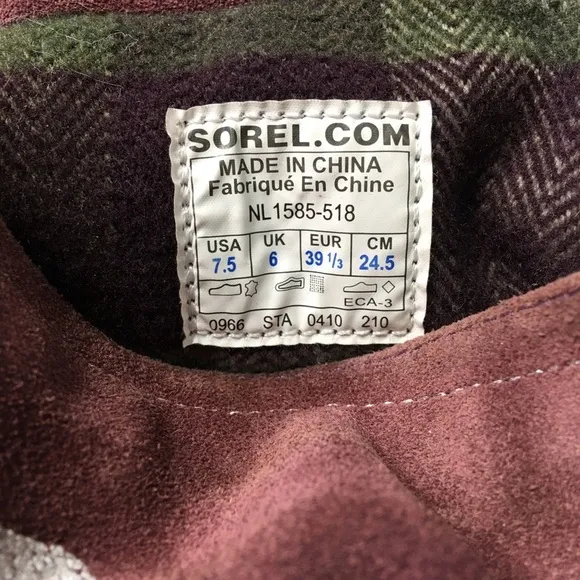 SOREL.COM
MADE IN CHINA
Fabriqué En Chine
NL1585-518
USA UK EUR CM
7.5 6 39 1/3 24.5
ECA-3
0966 STA 0410 210